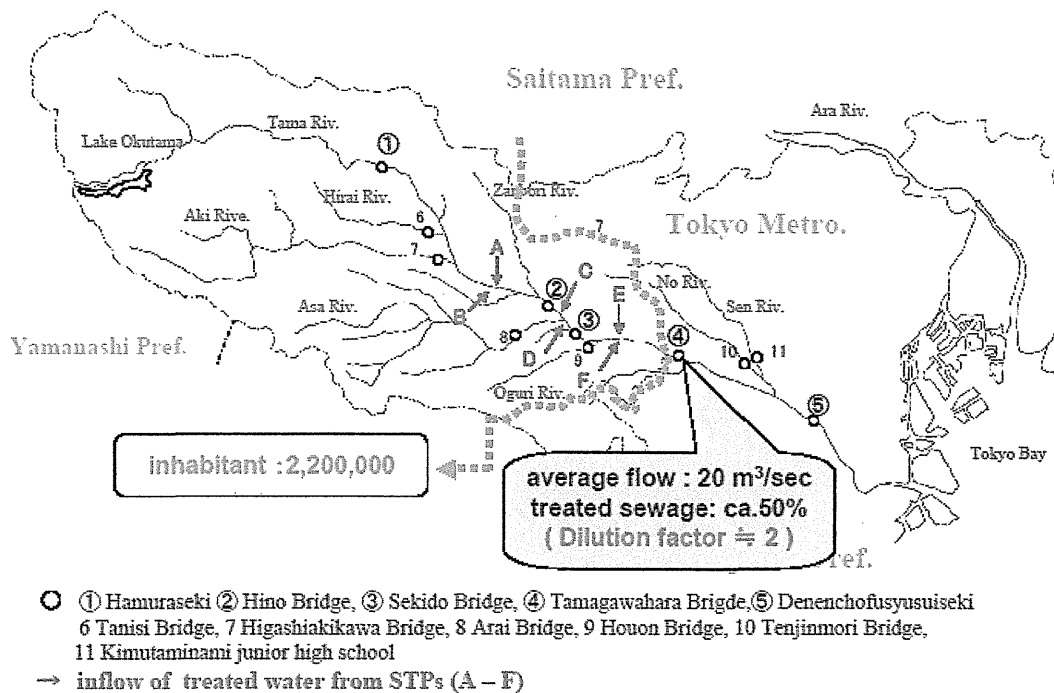 Saitama Pref.
Ara Riv.
Tama Riv.
①
Lake Okutama
Hirai Riv.
Aki Rive.
6
7
A
7
Tokyo Metro.
C
②
E
No Riv.
Sen Riv.
Asa Riv.
B
③
④
8
D
9
F
10
11
Yamanashi Pref.
Oguri Riv.
⑤
Tokyo Bay
inhabitant : 2,200,000
average flow : 20 m³/sec
treated sewage: ca.50%
( Dilution factor ≒ 2 )
Pref.
① Hamuraseki ② Hino Bridge, ③ Sekido Bridge, ④ Tamagawahara Brigde,⑤ Denenchofusyusuiseki
6 Tanisi Bridge, 7 Higashiakikawa Bridge, 8 Arai Bridge, 9 Houon Bridge, 10 Tenjinmori Bridge,
11 Kimutaminami junior high school
→ inflow of treated water from STPs (A – F)